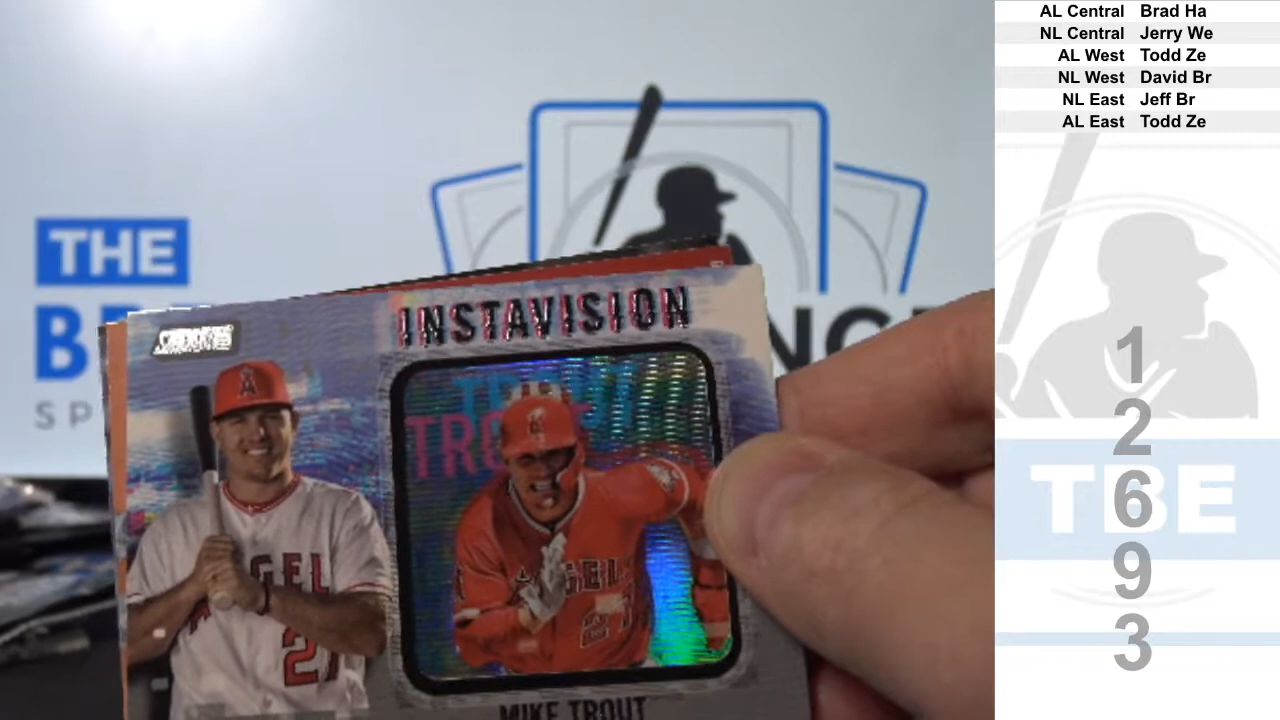 AL Central Brad Ha
NL Central Jerry We
AL West Todd Ze
NL West David Br
NL East Jeff Br
AL East Todd Ze
THE
INSTAVISION
TROUT
MIKE TROUT
TBE
1
2
6
9
3